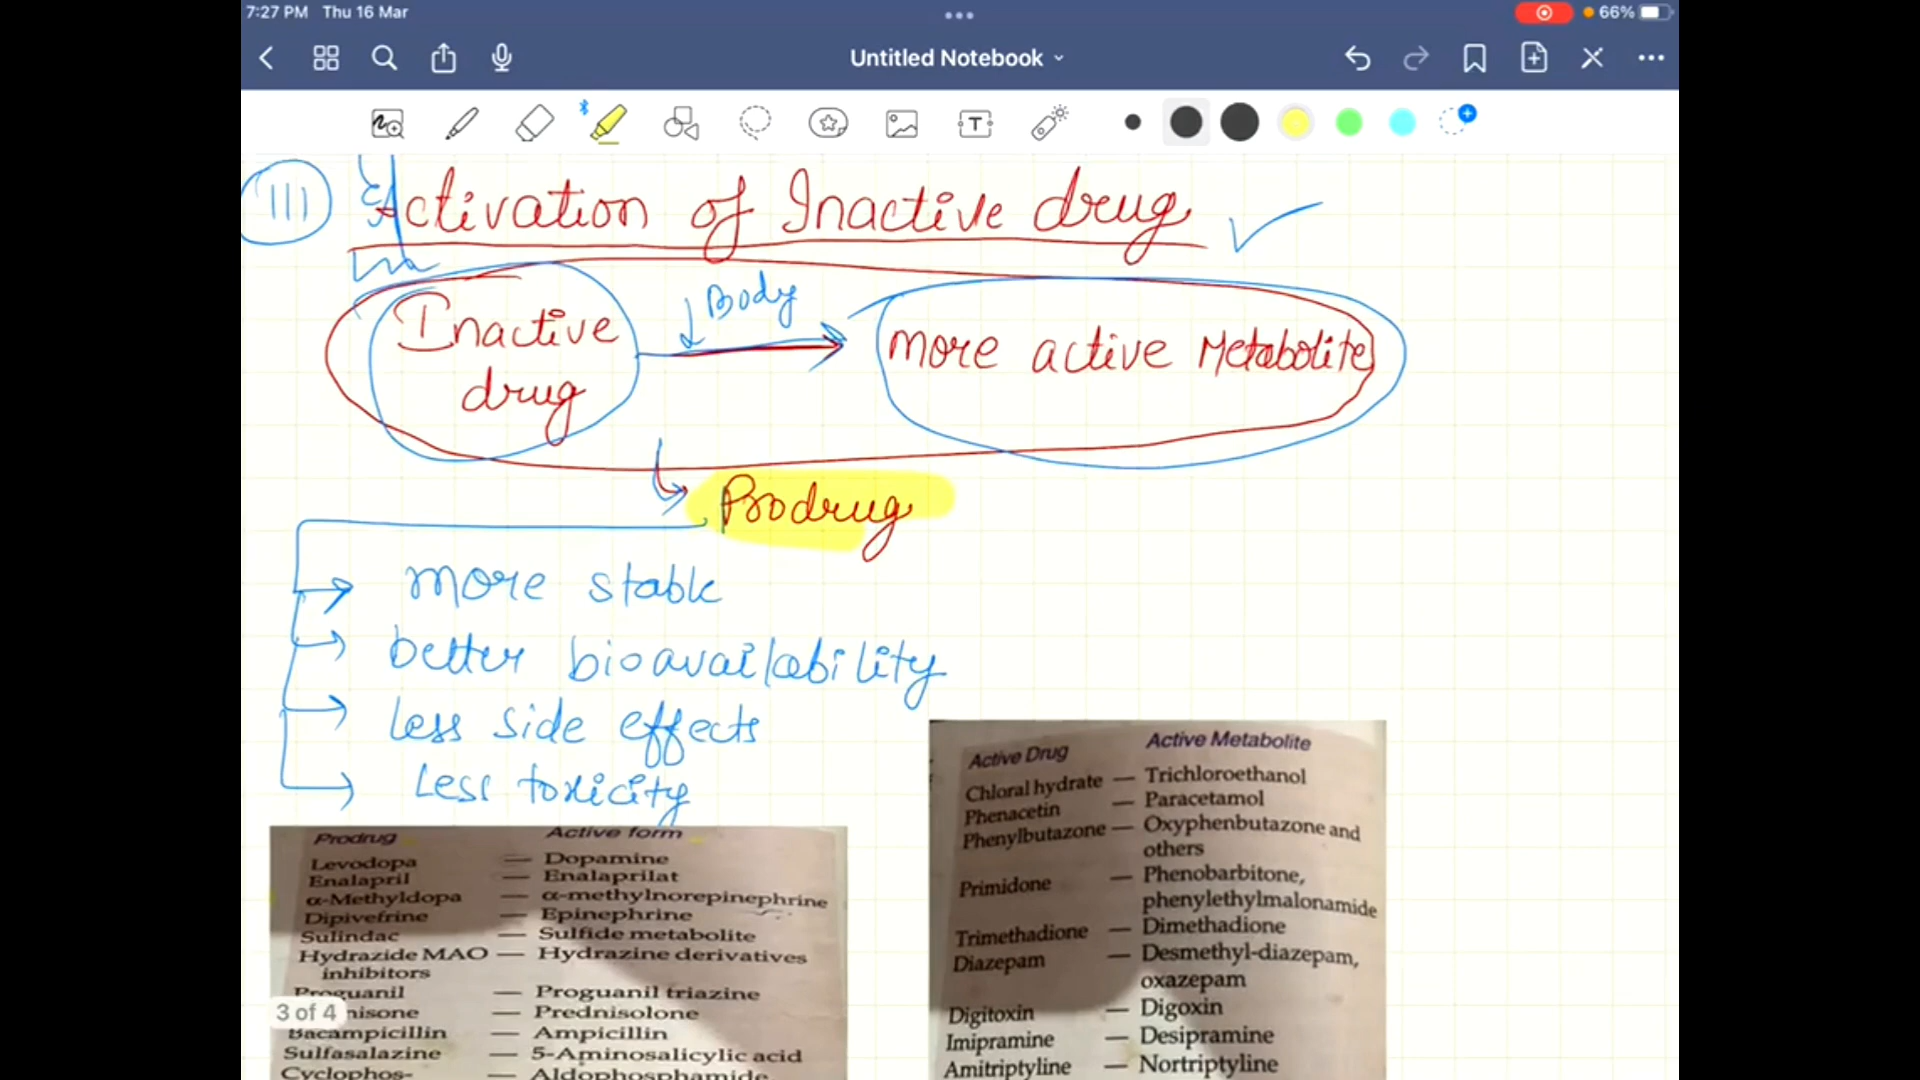 7:27 PM Thu 16 Mar
66%
Untitled Notebook
III Activation of Inactive drug
Body
Inactive drug
more active Metabolite
Prodrug
more stable
better bioavailability
less side effects
Less toxicity
Prodrug Active form
Levodopa — Dopamine
Enalapril — Enalaprilat
α-Methyldopa — α-methylnorepinephrine
Dipivefrine — Epinephrine
Sulindac — Sulfide metabolite
Hydrazide MAO — Hydrazine derivatives
inhibitors
Proguanil — Proguanil triazine
3 of 4
nisone — Prednisolone
Bacampicillin — Ampicillin
Sulfasalazine — 5-Aminosalicylic acid
Cyclophos- — Aldophosphamide
Active Drug Active Metabolite
Chloral hydrate — Trichloroethanol
Phenacetin — Paracetamol
Phenylbutazone — Oxyphenbutazone and
others
Primidone — Phenobarbitone,
phenylethylmalonamide
Trimethadione — Dimethadione
Diazepam — Desmethyl-diazepam,
oxazepam
Digitoxin — Digoxin
Imipramine — Desipramine
Amitriptyline — Nortriptyline